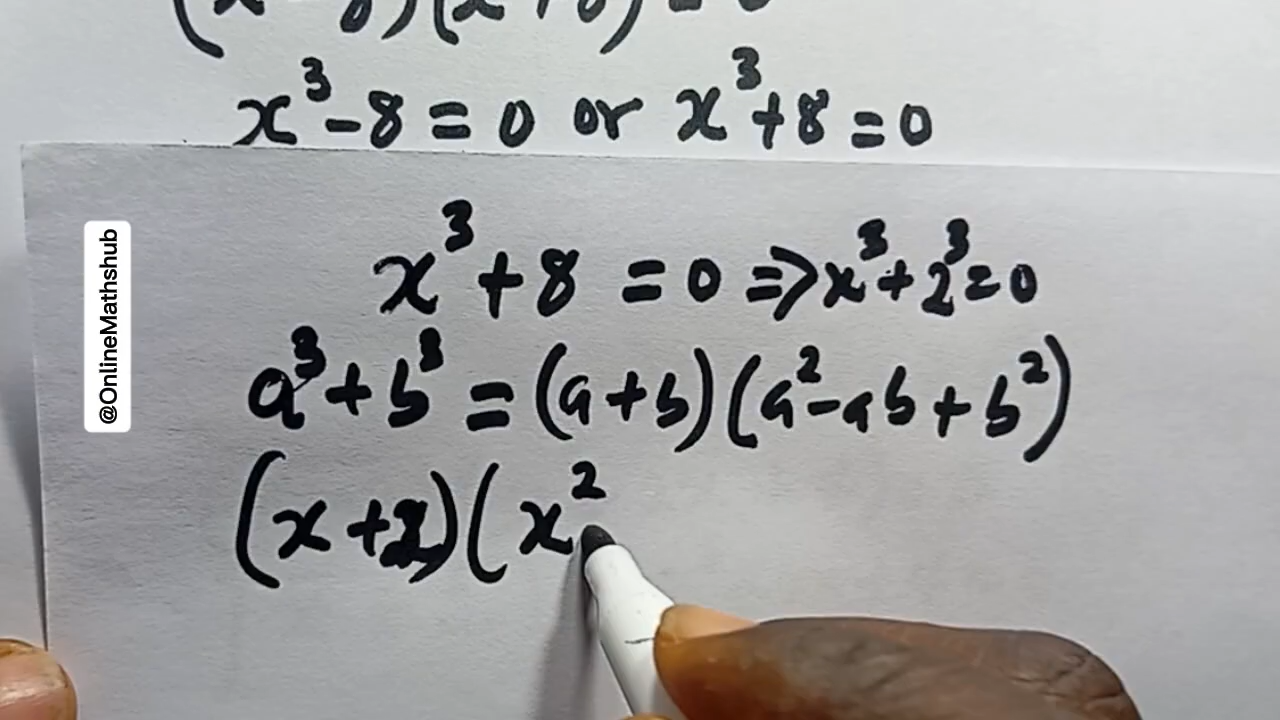 x³-8=0 or x³+8=0
x³+8=0 => x³+2³=0
a³+b³=(a+b)(a²-ab+b²)
(x+2)(x²
@OnlineMathshub